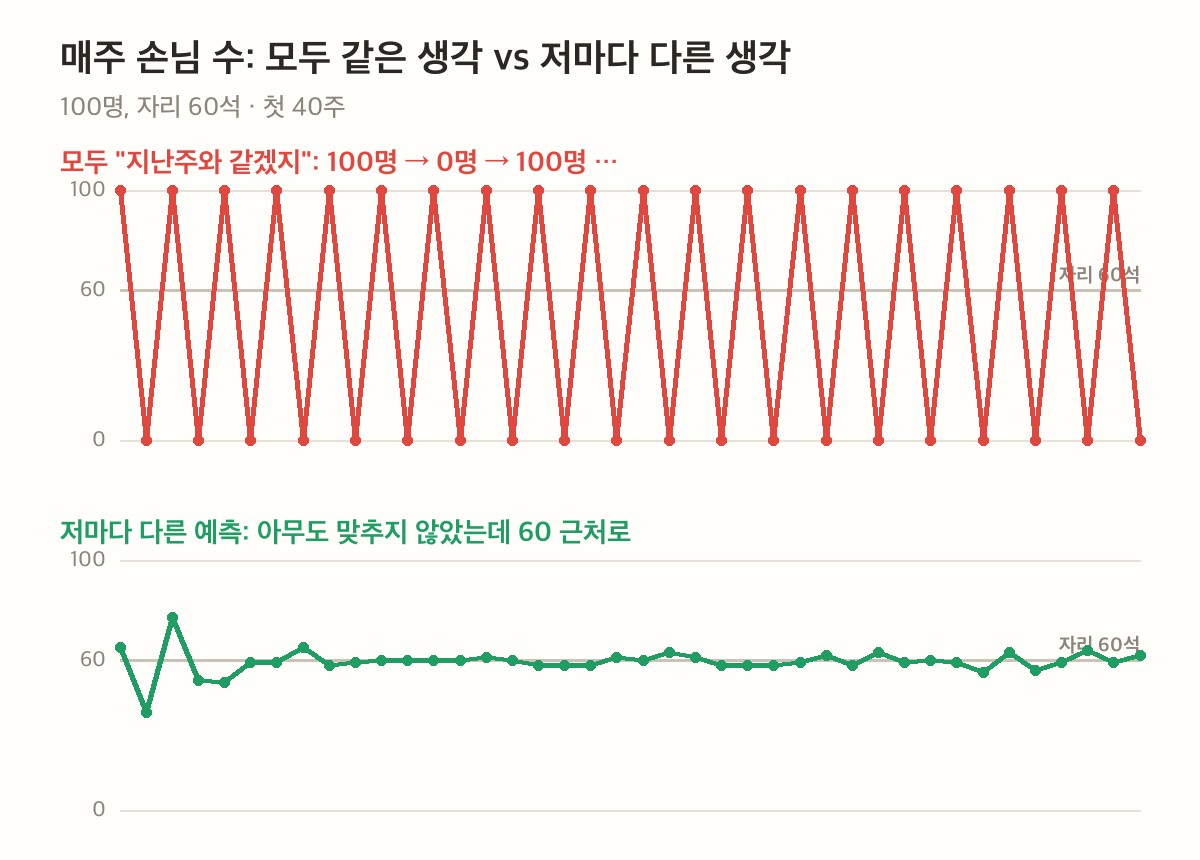 매주 손님 수: 모두 같은 생각 vs 저마다 다른 생각
100명, 자리 60석 · 첫 40주
모두 "지난주와 같겠지": 100명 → 0명 → 100명 ⋯
100
자리 60석
60
0
저마다 다른 예측: 아무도 맞추지 않았는데 60 근처로
100
자리 60석
60
0